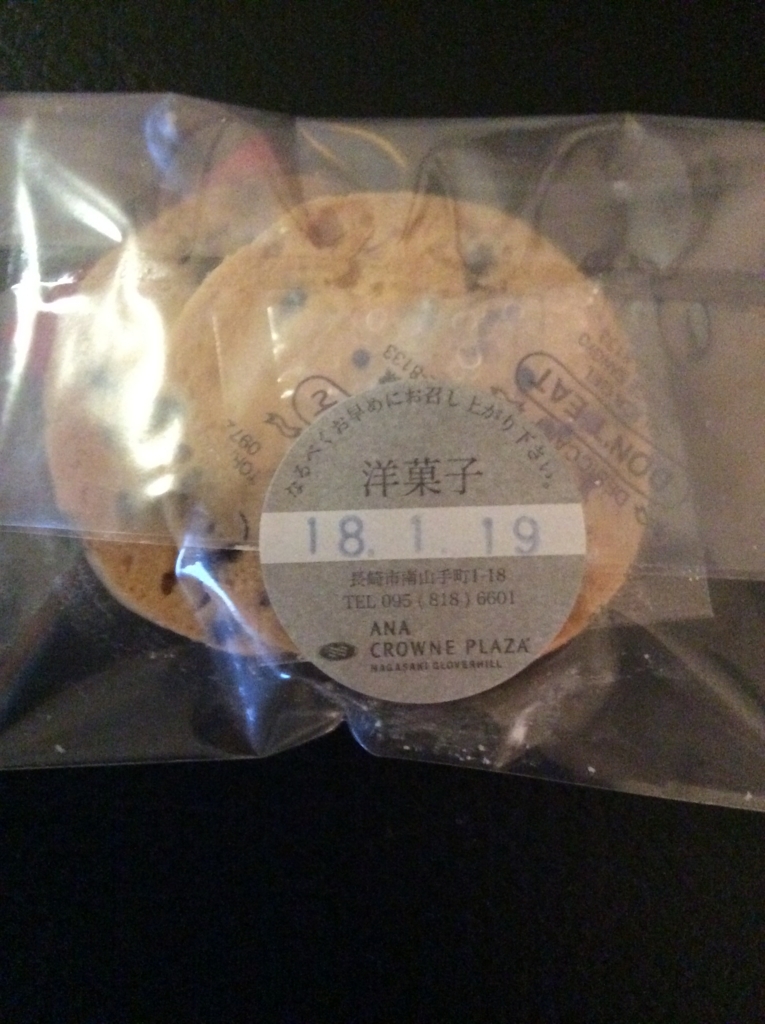 なるべくお早めにお召し上がり下さい。
洋菓子
18. 1. 19
長崎市南山手町1-18
TEL 095 ( 818 ) 6601
ANA
CROWNE PLAZA
NAGASAKI GLOVERHILL
DON'T EAT